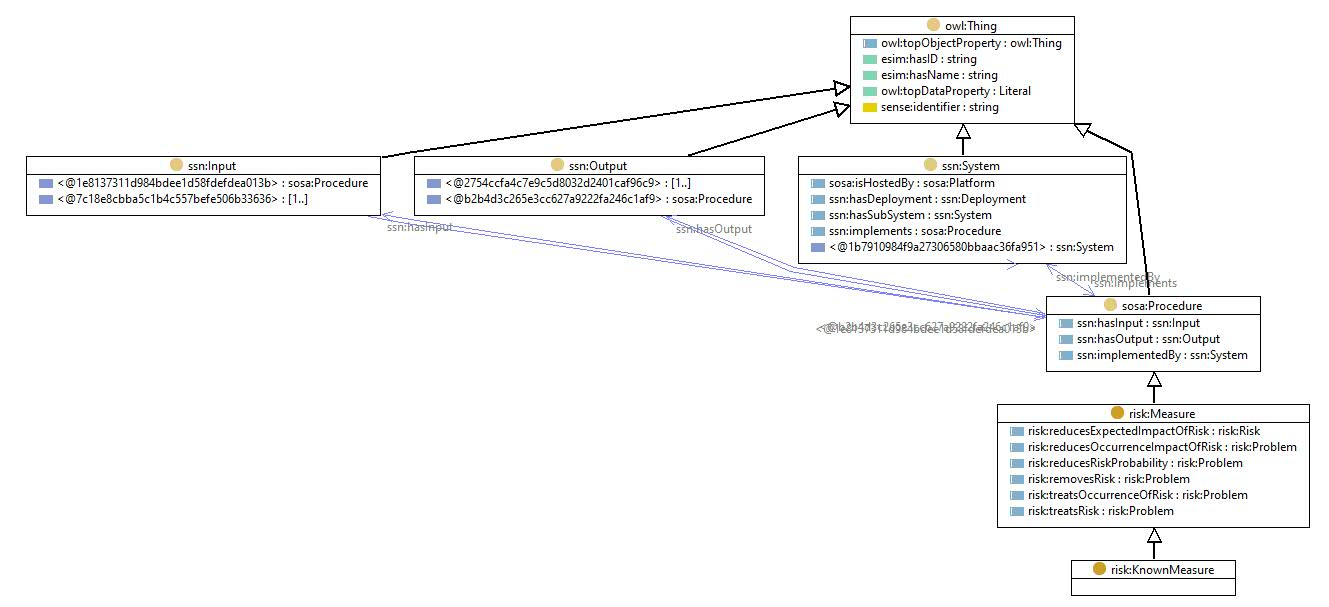 owl:Thing
owl:topObjectProperty : owl:Thing
esim:hasID : string
esim:hasName : string
owl:topDataProperty : Literal
sense:identifier : string
ssn:Input
<@1e8137311d984bdee1d58fdefdea013b> : sosa:Procedure
<@7c18e8cbba5c1b4c557befe506b33636> : [1..]
ssn:Output
<@2754ccfa4c7e9c5d8032d2401caf96c9> : [1..]
<@b2b4d3c265e3cc627a9222fa246c1af9> : sosa:Procedure
ssn:System
sosa:isHostedBy : sosa:Platform
ssn:hasDeployment : ssn:Deployment
ssn:hasSubSystem : ssn:System
ssn:implements : sosa:Procedure
<@1b7910984f9a27306580bbaac36fa951> : ssn:System
ssn:hasInput
ssn:hasOutput
ssn:implementedBy
ssn:implements
sosa:Procedure
ssn:hasInput : ssn:Input
ssn:hasOutput : ssn:Output
ssn:implementedBy : ssn:System
risk:Measure
risk:reducesExpectedImpactOfRisk : risk:Risk
risk:reducesOccurrenceImpactOfRisk : risk:Problem
risk:reducesRiskProbability : risk:Problem
risk:removesRisk : risk:Problem
risk:treatsOccurrenceOfRisk : risk:Problem
risk:treatsRisk : risk:Problem
risk:KnownMeasure